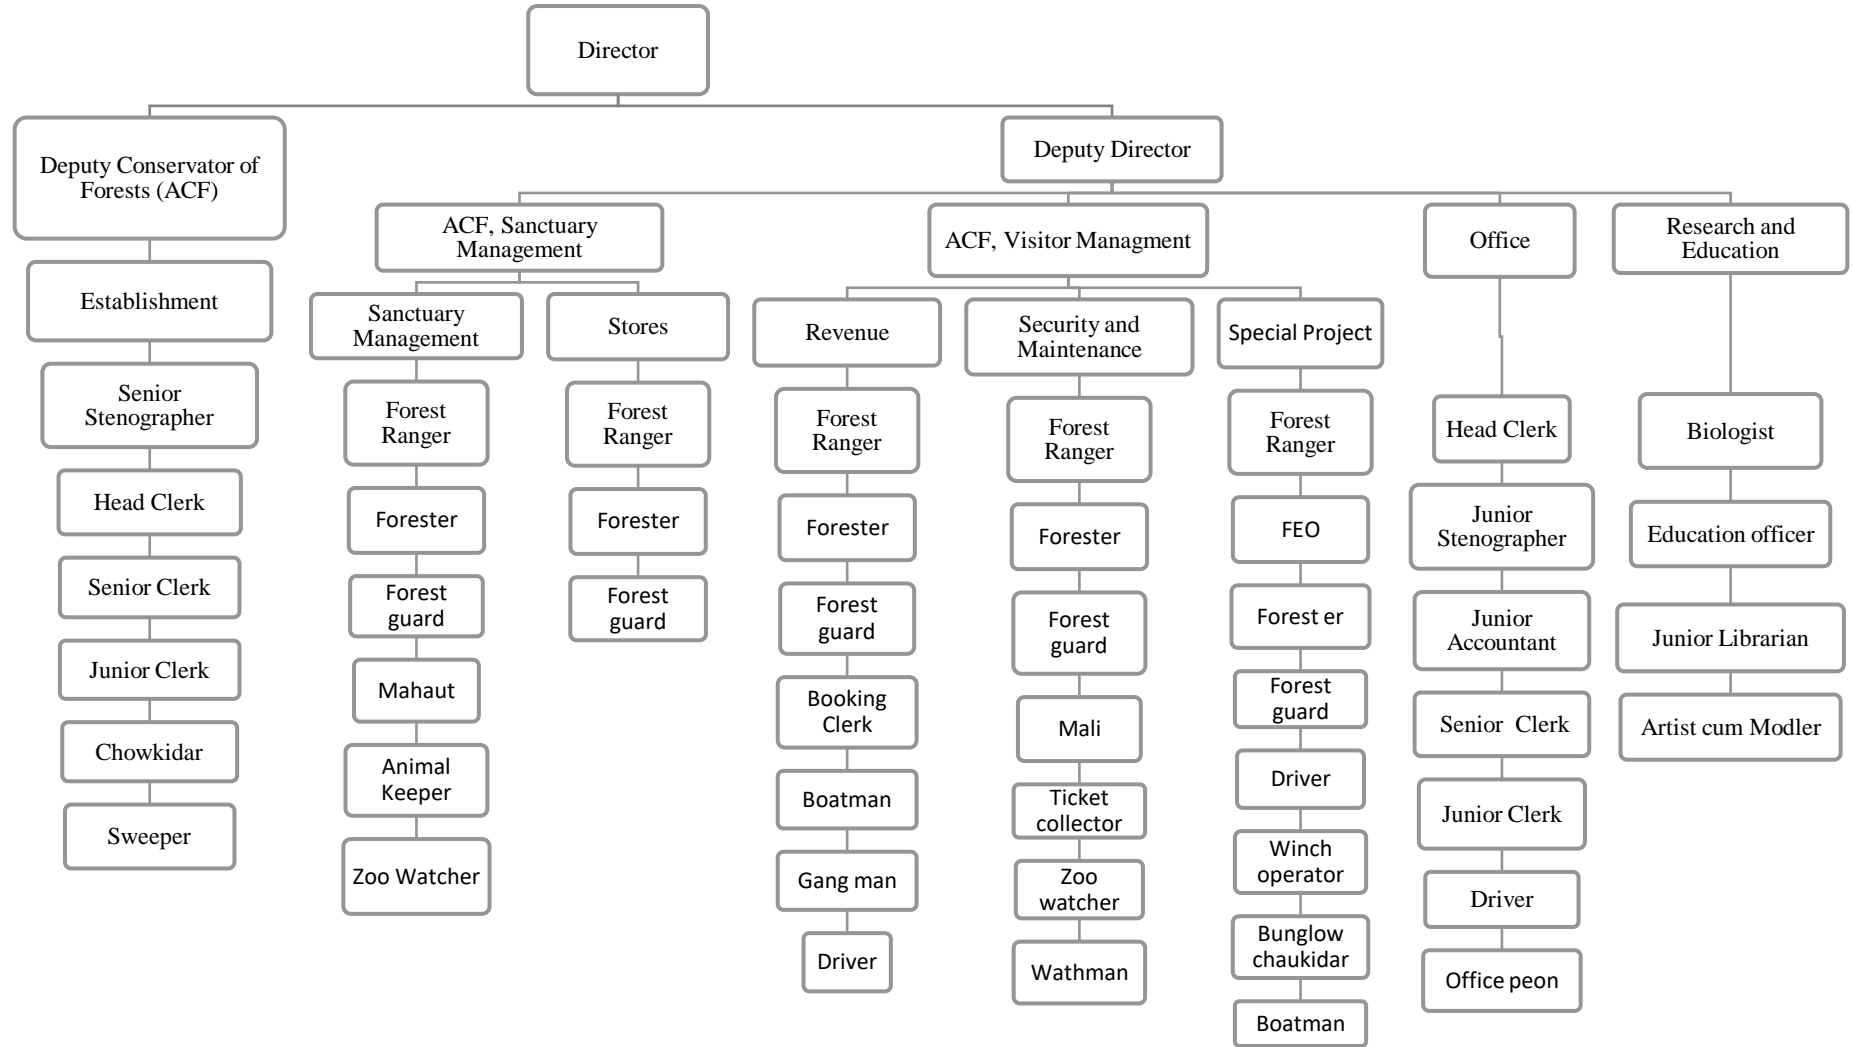 Director
Deputy Conservator of
Forests (ACF)
Establishment
Senior
Stenographer
Head Clerk
Senior Clerk
Junior Clerk
Chowkidar
Sweeper
Deputy Director
ACF, Sanctuary
Management
Sanctuary
Management
Forest
Ranger
Forester
Forest
guard
Mahaut
Animal
Keeper
Zoo Watcher
Stores
Forest
Ranger
Forester
Forest
guard
ACF, Visitor Managment
Revenue
Forest
Ranger
Forester
Forest
guard
Booking
Clerk
Boatman
Gang man
Driver
Security and
Maintenance
Forest
Ranger
Forester
Forest
guard
Mali
Ticket
collector
Zoo
watcher
Wathman
Special Project
Forest
Ranger
FEO
Forest er
Forest
guard
Driver
Winch
operator
Bunglow
chaukidar
Boatman
Office
Head Clerk
Junior
Stenographer
Junior
Accountant
Senior Clerk
Junior Clerk
Driver
Office peon
Research and
Education
Biologist
Education officer
Junior Librarian
Artist cum Modler